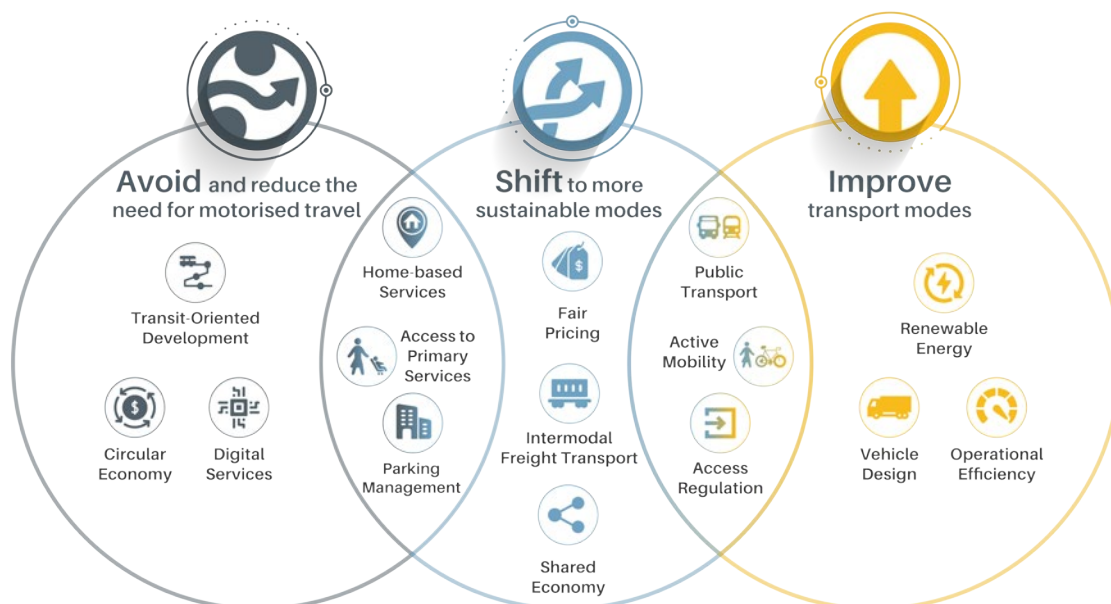 Avoid and reduce the
need for motorised travel
Transit-Oriented
Development
Circular
Economy
Digital
Services
Home-based
Services
Access to
Primary
Services
Parking
Management
Shift to more
sustainable modes
Fair
Pricing
Intermodal
Freight Transport
Shared
Economy
Public
Transport
Active
Mobility
Access
Regulation
Improve
transport modes
Renewable
Energy
Vehicle
Design
Operational
Efficiency